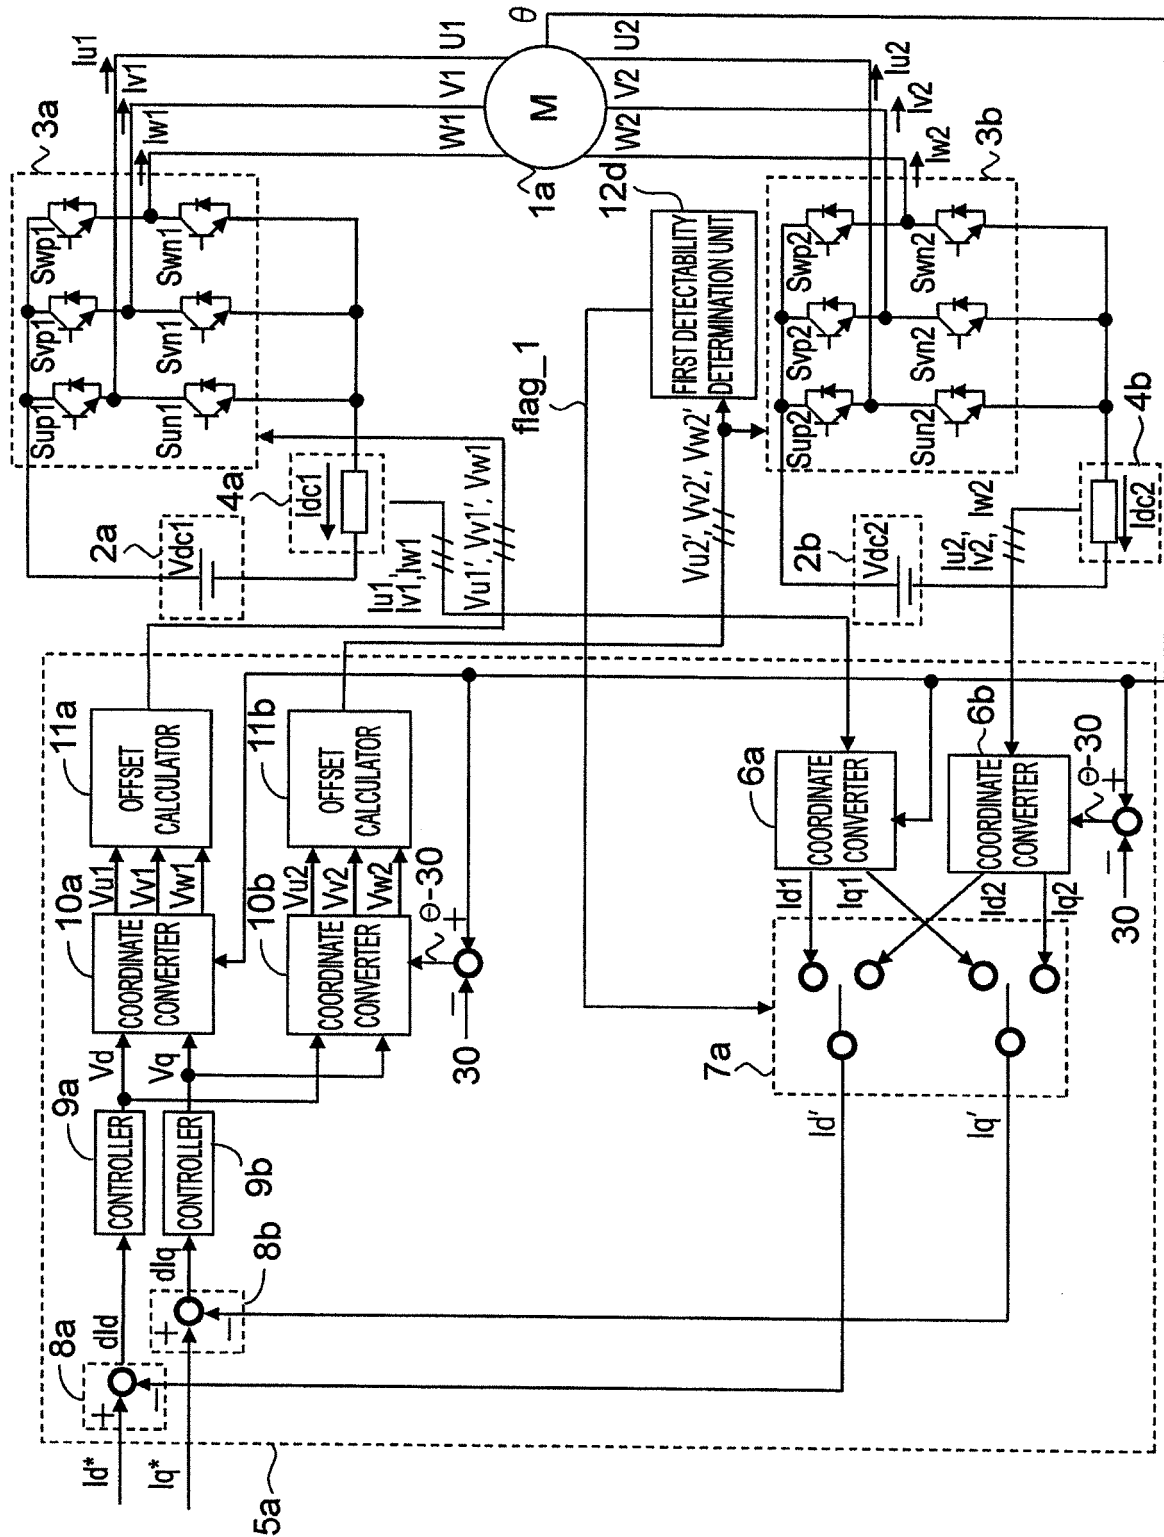 5a
Id*
Iq*
8a
dId
8b
dIq
9a
CONTROLLER
9b
CONTROLLER
Vd
Vq
10a
COORDINATE
CONVERTER
Vu1
Vv1
Vw1
11a
OFFSET
CALCULATOR
10b
COORDINATE
CONVERTER
Vu2
Vv2
Vw2
11b
OFFSET
CALCULATOR
Θ-30
+
−
30
+
−
+
−
2a
Vdc1
4a
Idc1
Iu1
Iv1,Iw1
Vu1', Vv1', Vw1
3a
Sup1
Svp1
Swp1
Sun1
Svn1
Swn1
Iu1
Iv1
Iw1
U1
V1
W1
θ
M
1a
U2
V2
W2
Iu2
Iv2
Iw2
12d
FIRST DETECTABILITY
DETERMINATION UNIT
flag_1
Vu2', Vv2', Vw2'
3b
Sup2
Svp2
Swp2
Sun2
Svn2
Swn2
2b
Vdc2
4b
Idc2
Iu2,
Iv2, Iw2
6a
COORDINATE
CONVERTER
Id1
Iq1
6b
COORDINATE
CONVERTER
Id2
Iq2
Θ-30
+
−
30
7a
Id'
Iq'